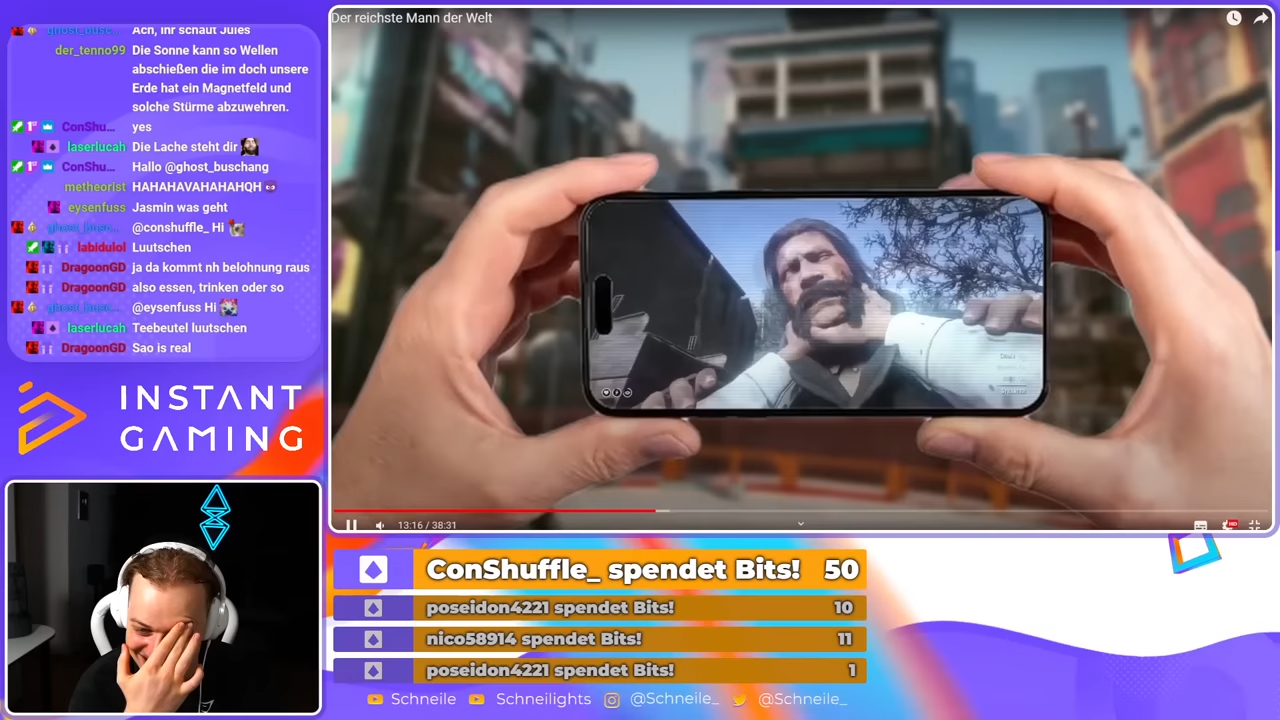 Ach, ihr schaut Jules
der_tenno99 Die Sonne kann so Wellen
abschießen die im doch unsere
Erde hat ein Magnetfeld und
solche Stürme abzuwehren.
ConShu... yes
laserlucah Die Lache steht dir
ConShu... Hallo @ghost_buschang
metheorist HAHAHAVAHAHAHQH
eysenfuss Jasmin was geht
ghost_busc... @conshuffle_ Hi
labidulol Luutschen
DragoonGD ja da kommt nh belohnung raus
DragoonGD also essen, trinken oder so
ghost_busc... @eysenfuss Hi
laserlucah Teebeutel luutschen
DragoonGD Sao is real
INSTANT
GAMING
Der reichste Mann der Welt
13:16 / 38:31
HD
ConShuffle_ spendet Bits! 50
poseidon4221 spendet Bits! 10
nico58914 spendet Bits! 11
poseidon4221 spendet Bits! 1
Schneile Schneilights @Schneile_ @Schneile_